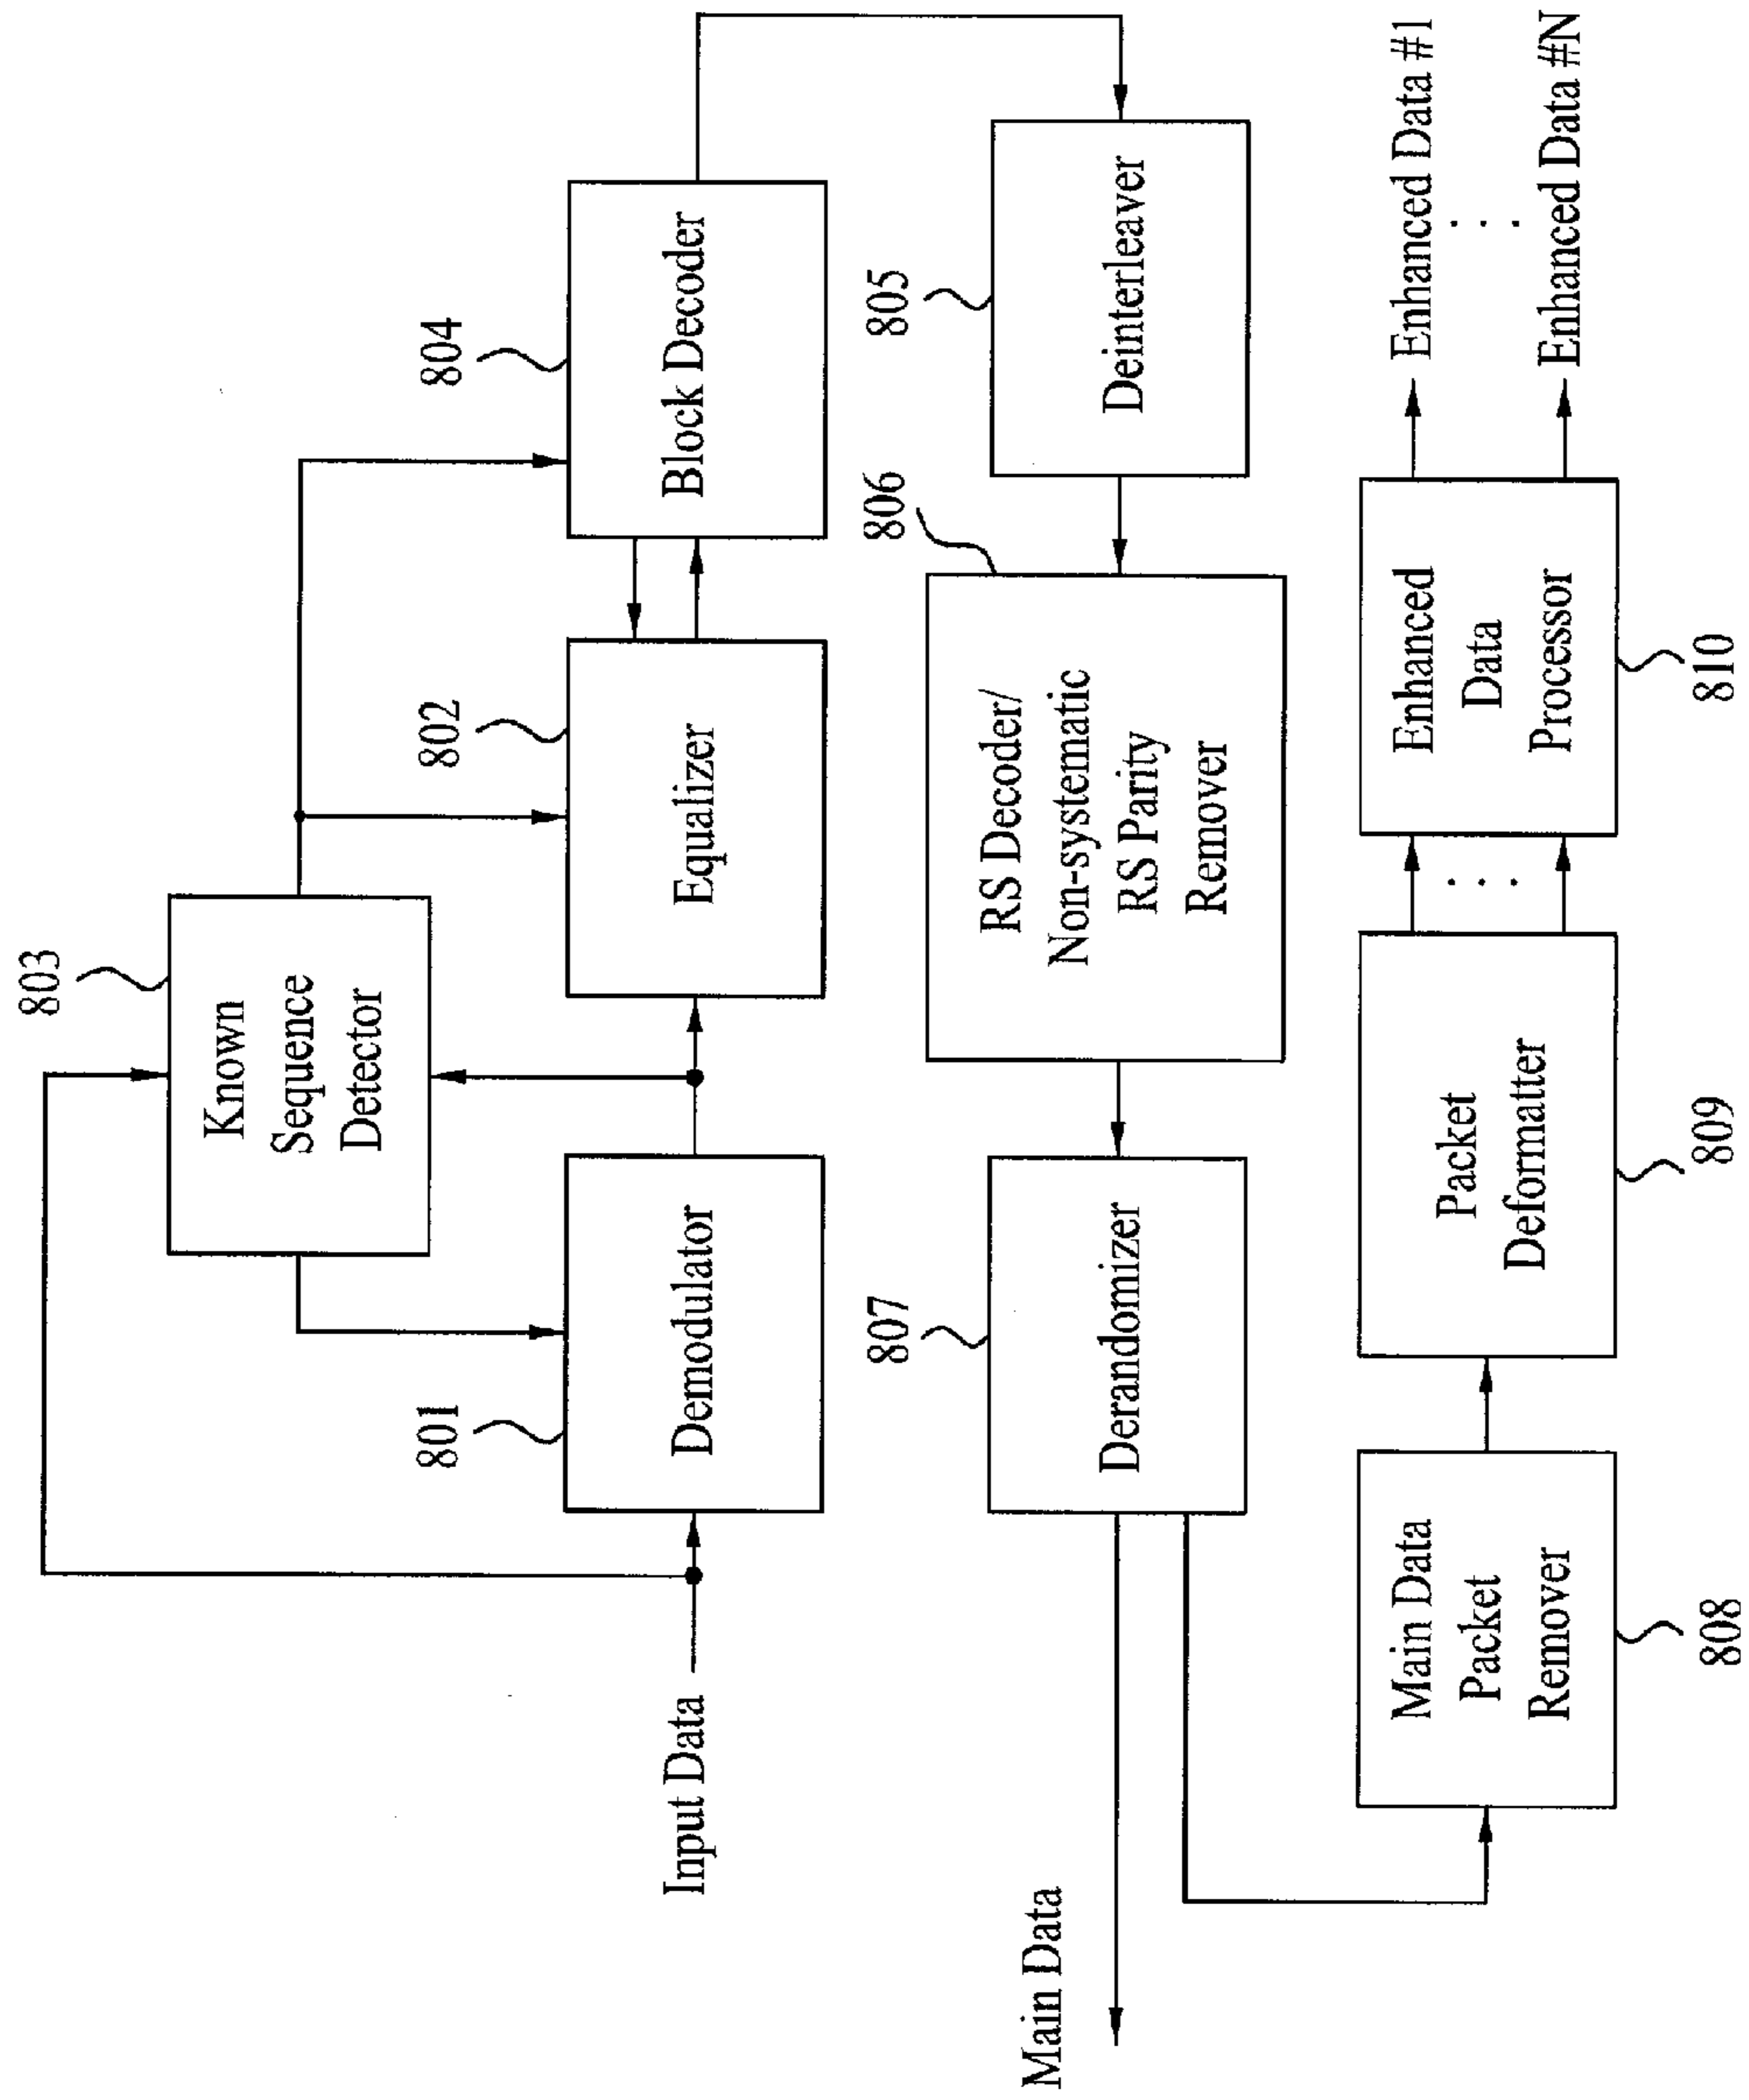 803
Known
Sequence
Detector
801
Demodulator
802
Equalizer
804
Block Decoder
Input Data
805
Deinterleaver
806
RS Decoder/
Non-systematic
RS Parity
Remover
807
Derandomizer
Main Data
Main Data
Packet
Remover
808
Packet
Deformatter
809
Enhanced
Data
Processor
810
Enhanced Data #1
. . .
Enhanced Data #N
. . .